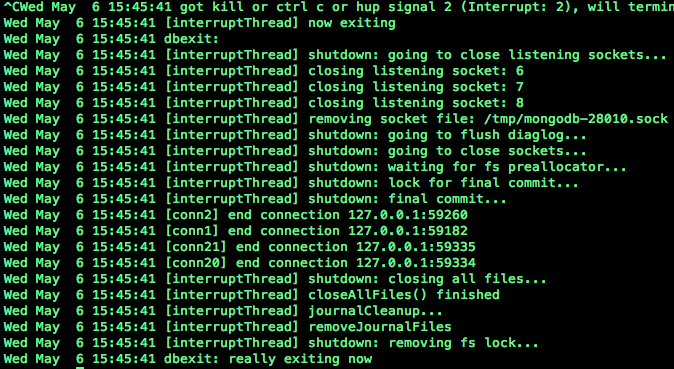 ^CWed May  6 15:45:41 got kill or ctrl c or hup signal 2 (Interrupt: 2), will termin
Wed May  6 15:45:41 [interruptThread] now exiting
Wed May  6 15:45:41 dbexit:
Wed May  6 15:45:41 [interruptThread] shutdown: going to close listening sockets...
Wed May  6 15:45:41 [interruptThread] closing listening socket: 6
Wed May  6 15:45:41 [interruptThread] closing listening socket: 7
Wed May  6 15:45:41 [interruptThread] closing listening socket: 8
Wed May  6 15:45:41 [interruptThread] removing socket file: /tmp/mongodb-28010.sock
Wed May  6 15:45:41 [interruptThread] shutdown: going to flush diaglog...
Wed May  6 15:45:41 [interruptThread] shutdown: going to close sockets...
Wed May  6 15:45:41 [interruptThread] shutdown: waiting for fs preallocator...
Wed May  6 15:45:41 [interruptThread] shutdown: lock for final commit...
Wed May  6 15:45:41 [interruptThread] shutdown: final commit...
Wed May  6 15:45:41 [conn2] end connection 127.0.0.1:59260
Wed May  6 15:45:41 [conn1] end connection 127.0.0.1:59182
Wed May  6 15:45:41 [conn21] end connection 127.0.0.1:59335
Wed May  6 15:45:41 [conn20] end connection 127.0.0.1:59334
Wed May  6 15:45:41 [interruptThread] shutdown: closing all files...
Wed May  6 15:45:41 [interruptThread] closeAllFiles() finished
Wed May  6 15:45:41 [interruptThread] journalCleanup...
Wed May  6 15:45:41 [interruptThread] removeJournalFiles
Wed May  6 15:45:41 [interruptThread] shutdown: removing fs lock...
Wed May  6 15:45:41 dbexit: really exiting now